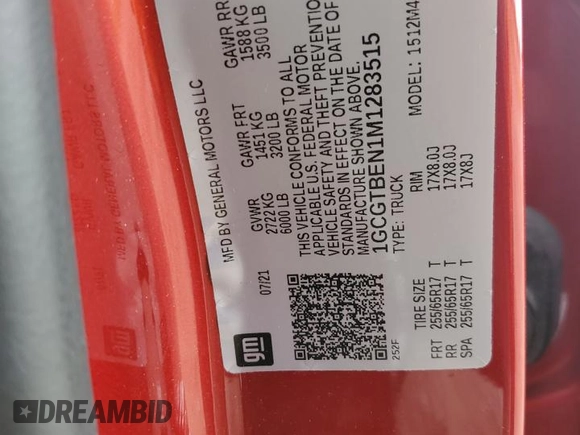 MFD BY GENERAL MOTORS LLC
07/21
GVWR GAWR FRT GAWR RR
2722 KG 1451 KG 1588 KG
6000 LB 3200 LB 3500 LB
THIS VEHICLE CONFORMS TO ALL
APPLICABLE U.S. FEDERAL MOTOR
VEHICLE SAFETY AND THEFT PREVENTION
STANDARDS IN EFFECT ON THE DATE OF
MANUFACTURE SHOWN ABOVE.
1GCGTBEN1M1283515
TYPE: TRUCK MODEL: 1512M4
gm
252F
TIRE SIZE RIM
FRT 255/65R17 T 17X8.0J
RR 255/65R17 T 17X8.0J
SPA 255/65R17 T 17X8J
DREAMBID